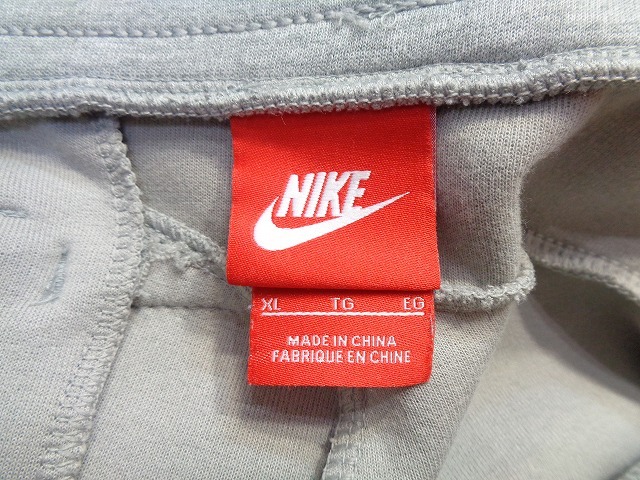 NIKE
XL TG EG
MADE IN CHINA
FABRIQUE EN CHINE